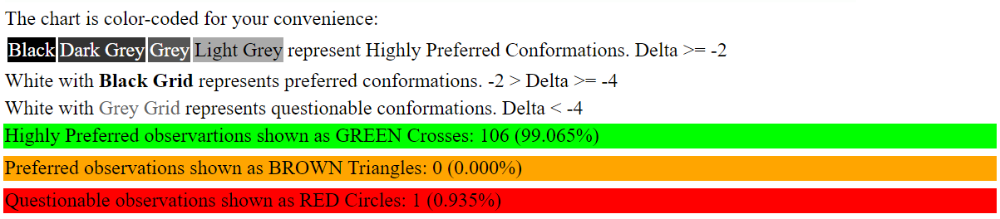 The chart is color-coded for your convenience:
Black Dark Grey Grey Light Grey represent Highly Preferred Conformations. Delta >= -2
White with Black Grid represents preferred conformations. -2 > Delta >= -4
White with Grey Grid represents questionable conformations. Delta < -4
Highly Preferred observartions shown as GREEN Crosses: 106 (99.065%)
Preferred observations shown as BROWN Triangles: 0 (0.000%)
Questionable observations shown as RED Circles: 1 (0.935%)